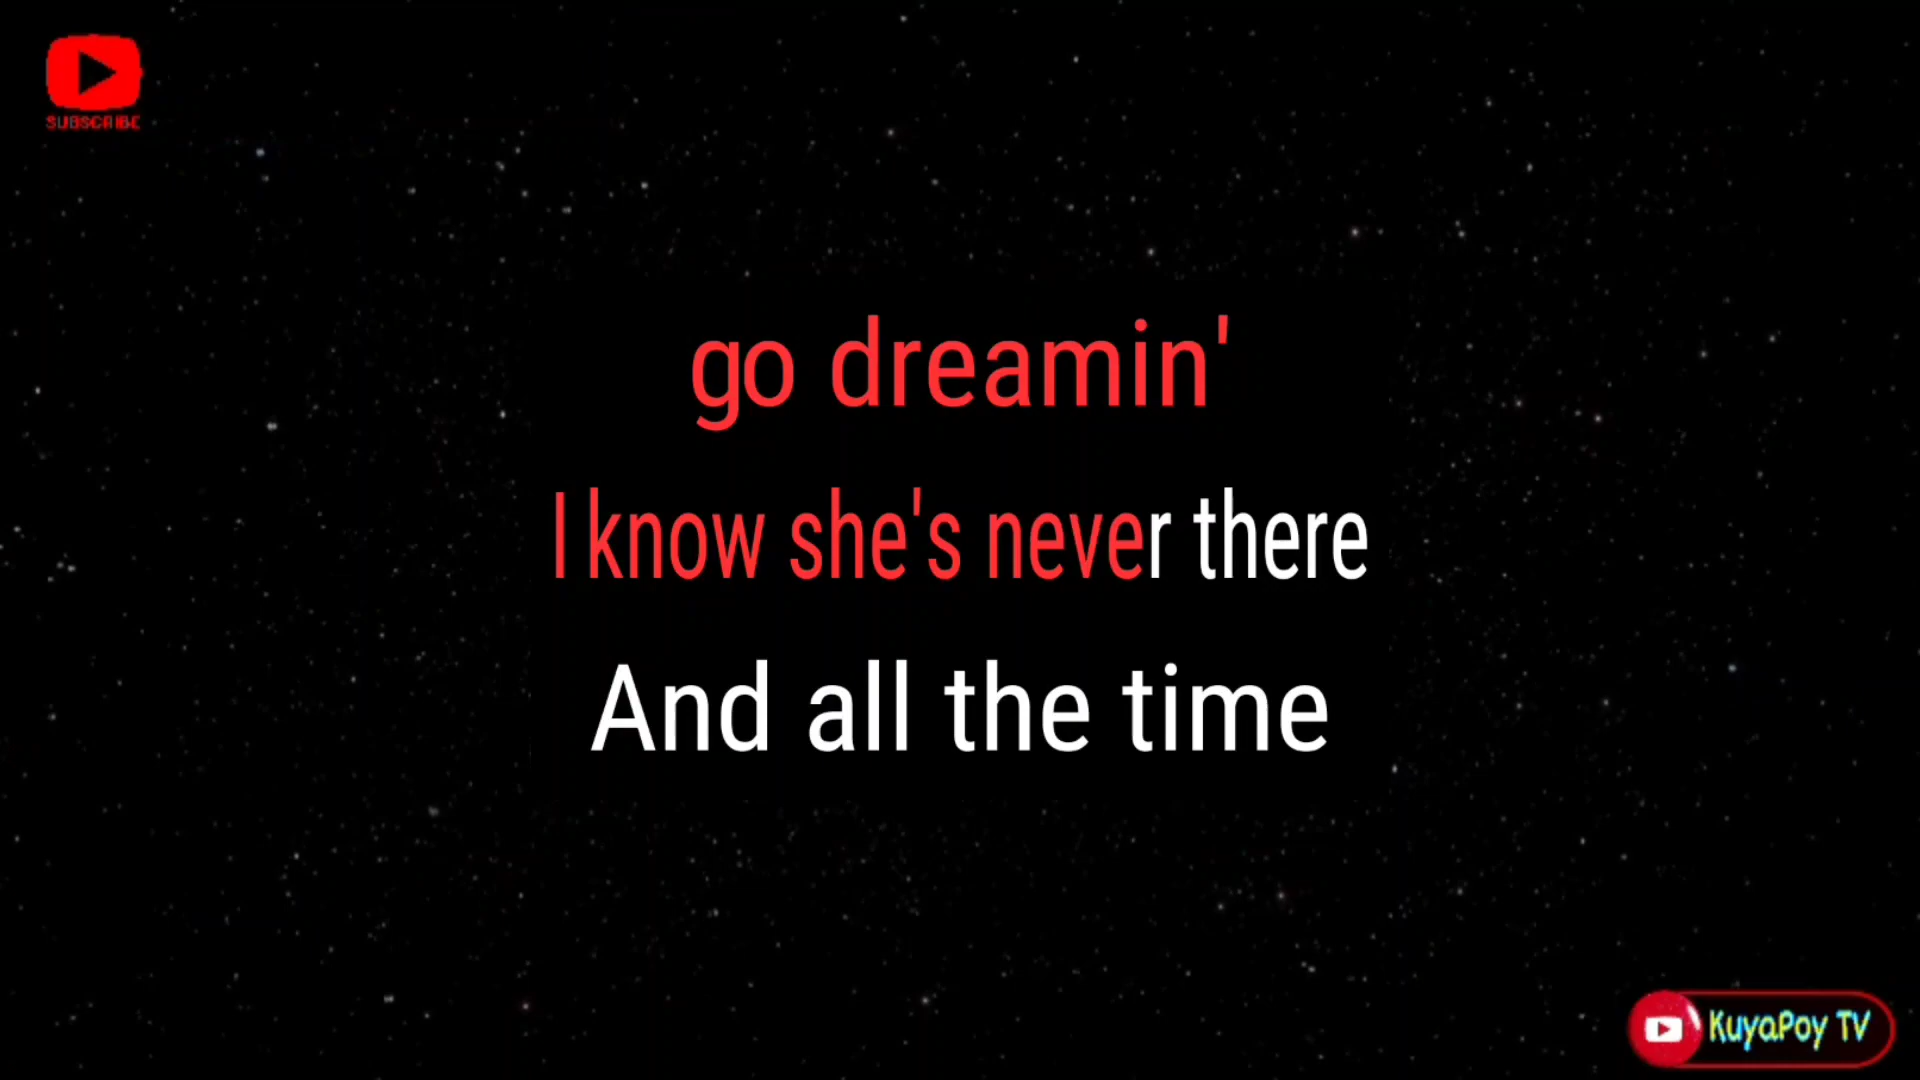 SUBSCRIBE
go dreamin'
I know she's never there
And all the time
KuyaPoy TV